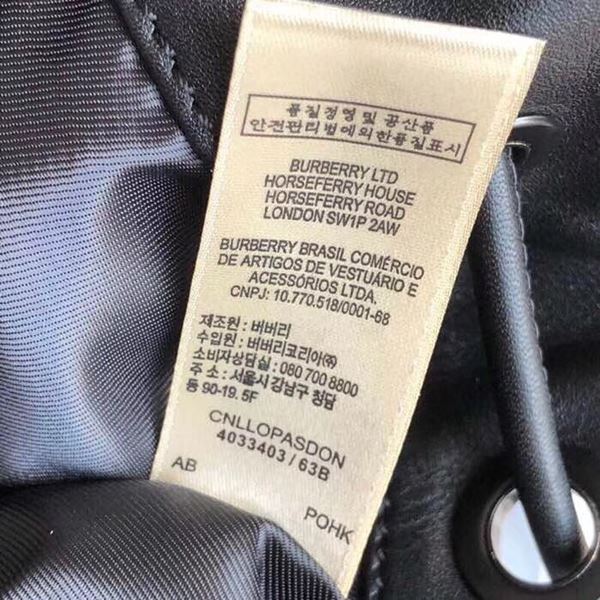 품질경영 및 공산품
안전관리법에의한품질표시
BURBERRY LTD
HORSEFERRY HOUSE
HORSEFERRY ROAD
LONDON SW1P 2AW
BURBERRY BRASIL COMÉRCIO
DE ARTIGOS DE VESTUÁRIO E
ACESSÓRIOS LTDA.
CNPJ: 10.770.518/0001-68
제조원 : 버버리
수입원 : 버버리코리아㈜
소비자상담실 : 080 700 8800
주 소 : 서울시 강남구 청담
동 90-19. 5F
CNLLOPASDON
4033403 / 63B
AB
POHK